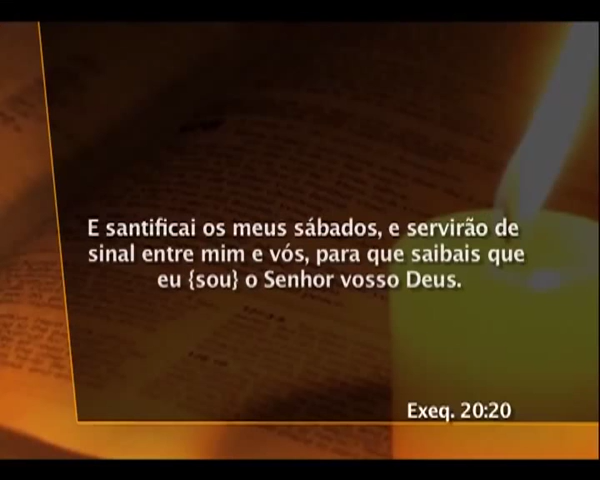 E santificai os meus sábados, e servirão de
sinal entre mim e vós, para que saibais que
eu {sou} o Senhor vosso Deus.
Exeq. 20:20